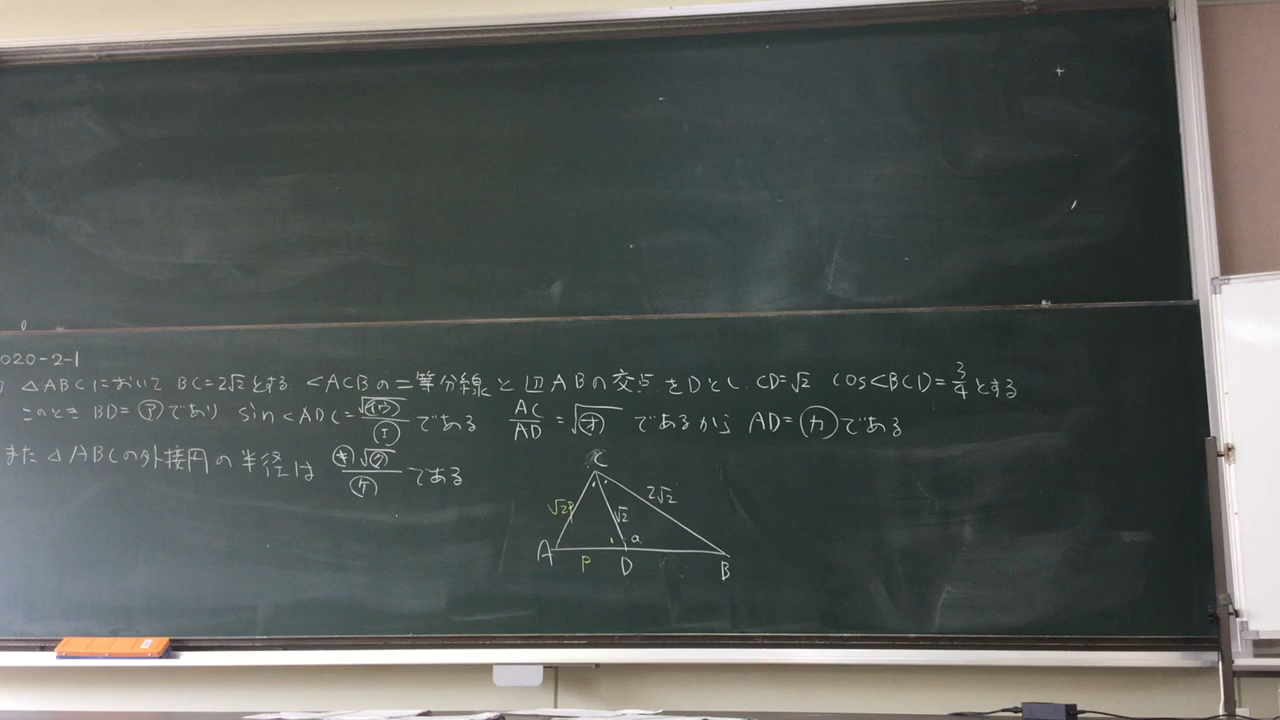 020-2-1
△ABCにおいて BC=2√2とする ∠ACBの二等分線と辺ABの交点をDとし CD=√2 cos∠BCD=3/4とする
このとき BD=㋐であり sin∠ADC=√㋑㋒/㋓である AC/AD=√㋔であるから AD=㋕である
また △ABCの外接円の半径は ㋖√㋗/㋘である
C
√2P √2 2√2
A P D a B